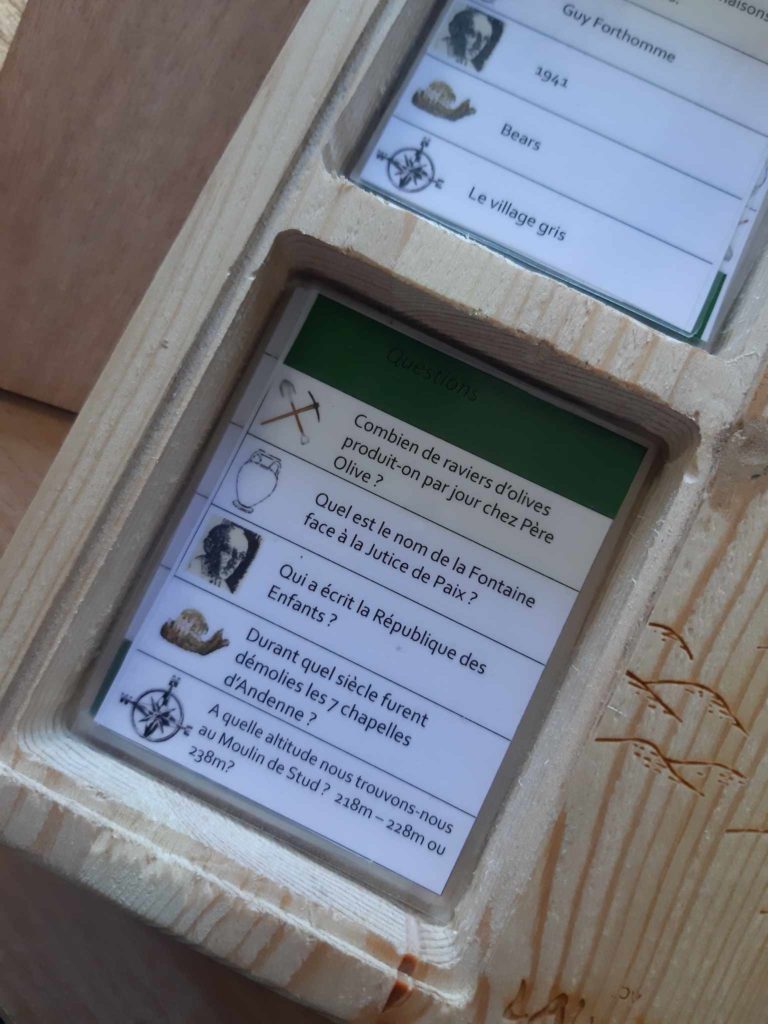 maisons
Guy Forthomme
1941
Bears
Le village gris
Questions
Combien de raviers d'olives
produit-on par jour chez Père
Olive ?
Quel est le nom de la Fontaine
face à la Jutice de Paix ?
Qui a écrit la République des
Enfants ?
Durant quel siècle furent
démolies les 7 chapelles
d'Andenne ?
A quelle altitude nous trouvons-nous
au Moulin de Stud ? 218m – 228m ou
238m?